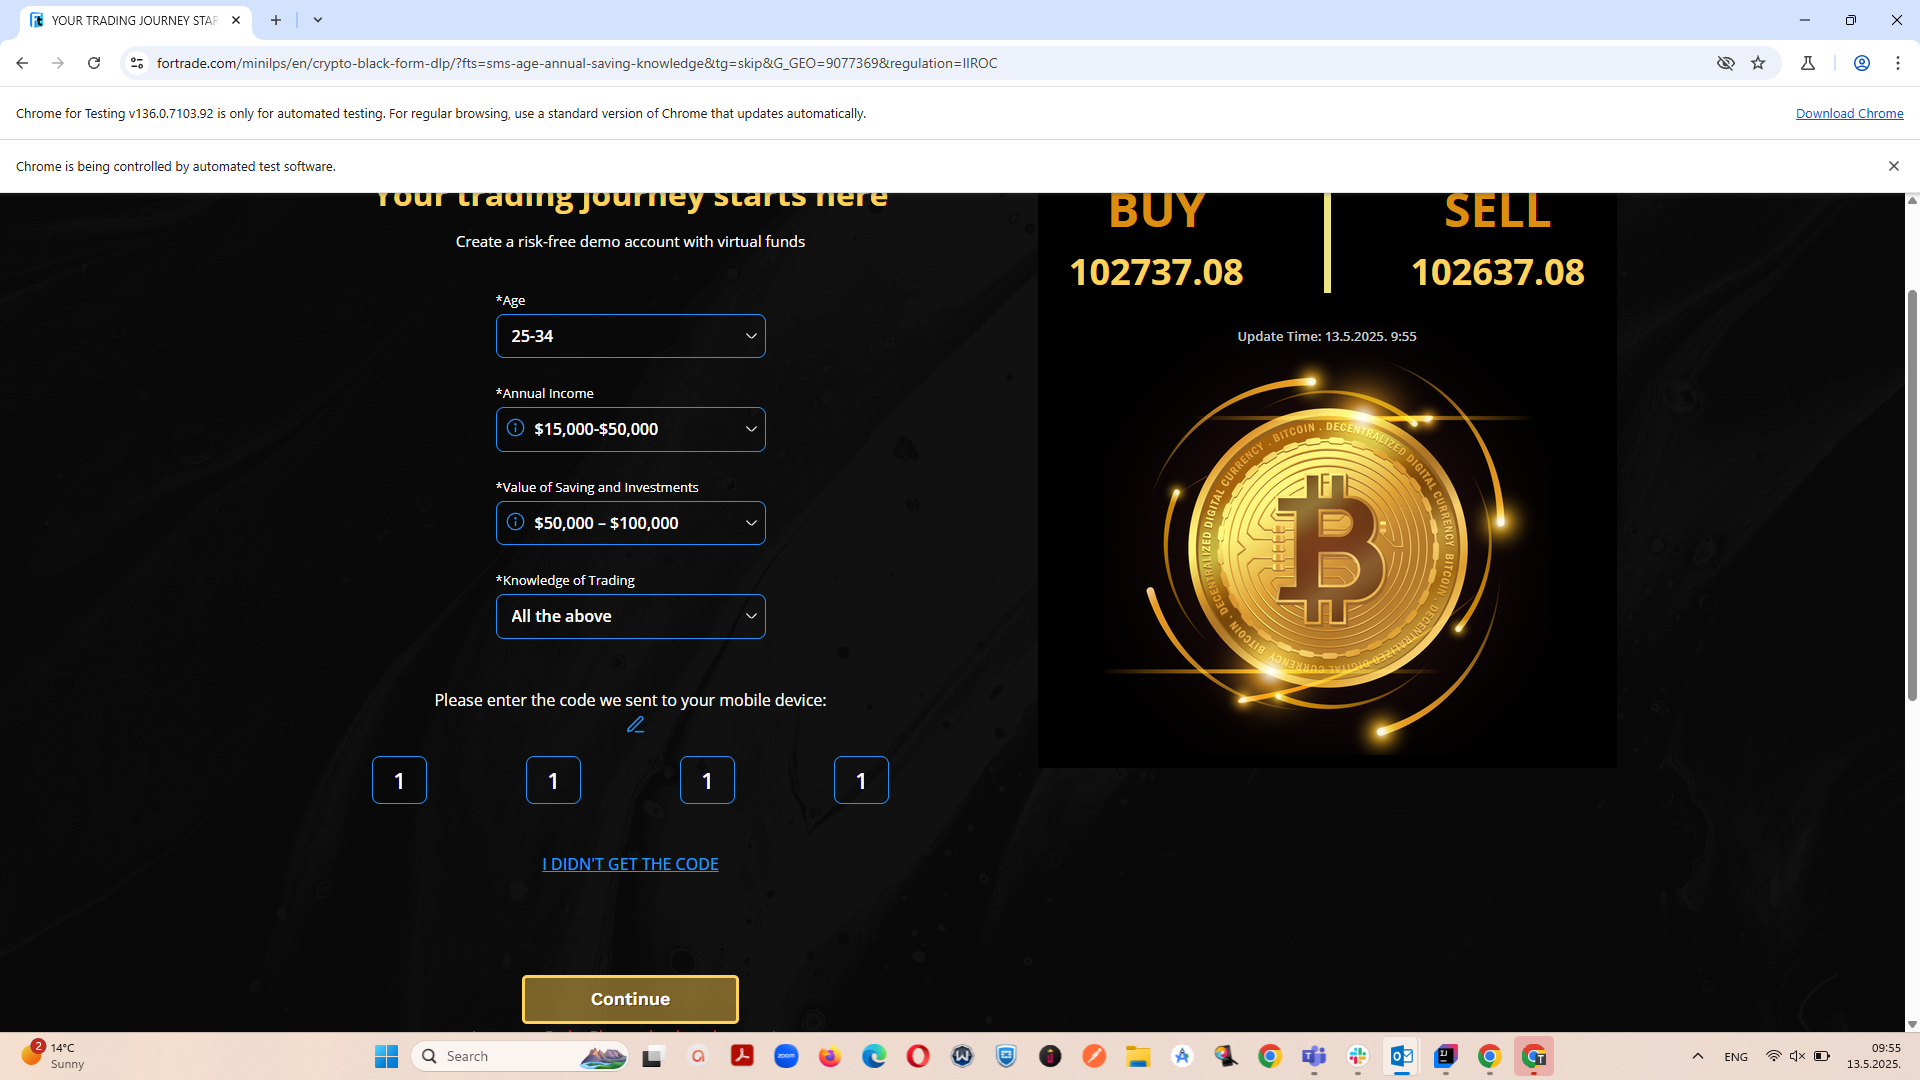 YOUR TRADING JOURNEY STAR
fortrade.com/minilps/en/crypto-black-form-dlp/?fts=sms-age-annual-saving-knowledge&tg=skip&G_GEO=9077369&regulation=IIROC
Chrome for Testing v136.0.7103.92 is only for automated testing. For regular browsing, use a standard version of Chrome that updates automatically.
Download Chrome
Chrome is being controlled by automated test software.
Your trading journey starts here
Create a risk-free demo account with virtual funds
*Age
25-34
*Annual Income
$15,000-$50,000
*Value of Saving and Investments
$50,000 – $100,000
*Knowledge of Trading
All the above
Please enter the code we sent to your mobile device:
1 1 1 1
I DIDN'T GET THE CODE
Continue
BUY
SELL
102737.08
102637.08
Update Time: 13.5.2025. 9:55
BITCOIN . DECENTRALIZED DIGITAL CURRENCY
BITCOIN . DECENTRALIZED DIGITAL CURRENCY
BITCOIN . DECENTRALIZED DIGITAL CURRENCY
2
14°C
Sunny
Search
zoom
ENG
09:55
13.5.2025.